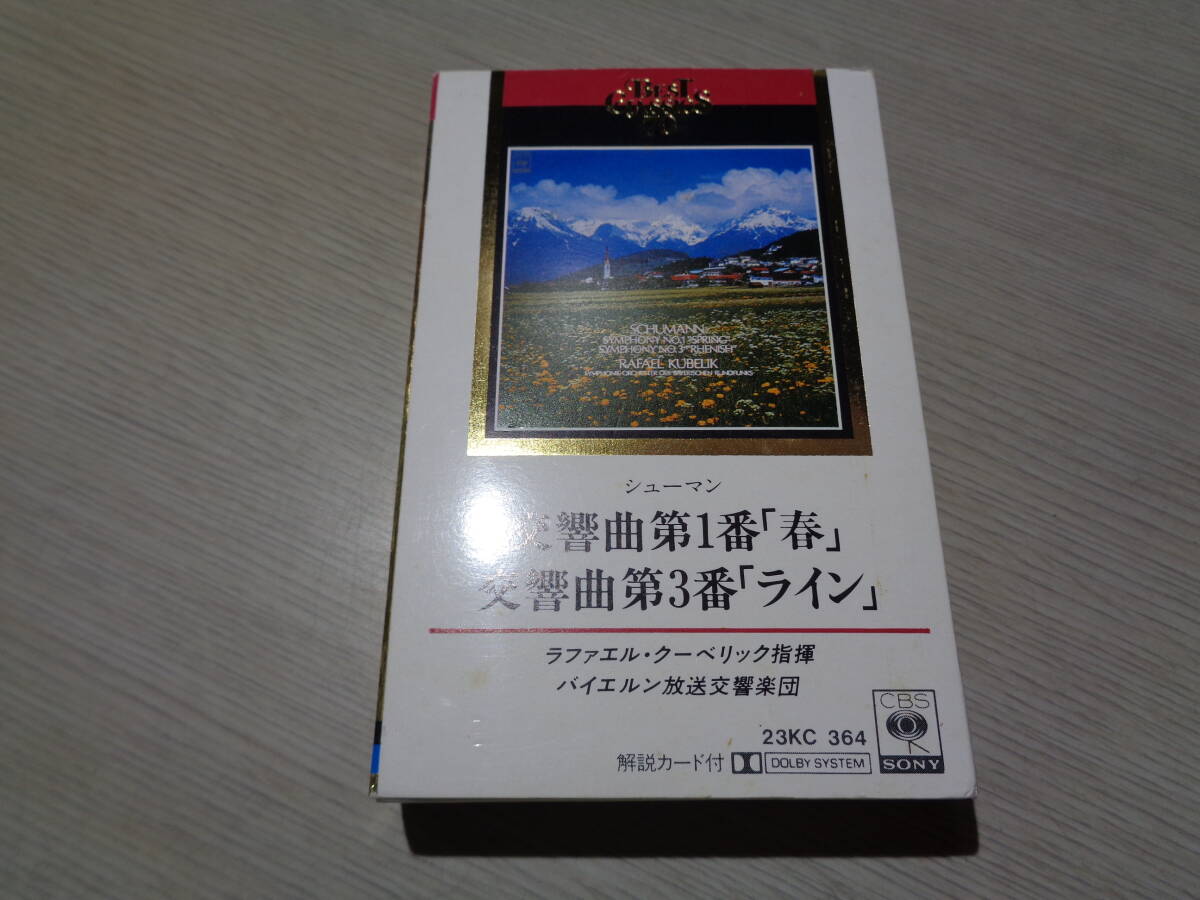 BEST
Classics
SCHUMANN
SYMPHONY NO.1 "SPRING"
SYMPHONY NO.3 "RHENISH"
RAFAEL KUBELIK
SYMPHONIE-ORCHESTER DES BAYERISCHEN RUNDFUNKS
シューマン
交響曲第1番「春」
交響曲第3番「ライン」
ラファエル・クーベリック指揮
バイエルン放送交響楽団
23KC 364
解説カード付 DOLBY SYSTEM
CBS
SONY